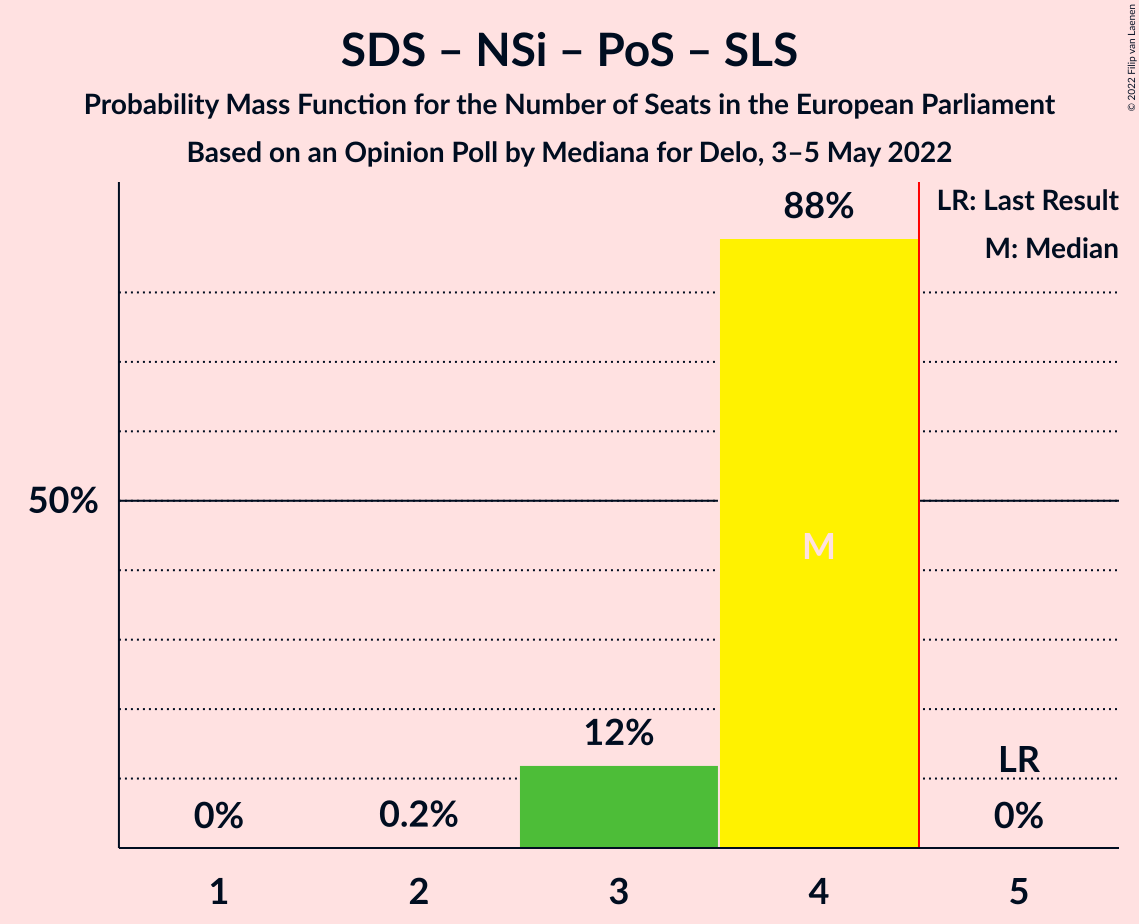 SDS – NSi – PoS – SLS
Probability Mass Function for the Number of Seats in the European Parliament
Based on an Opinion Poll by Mediana for Delo, 3–5 May 2022
© 2022 Filip van Laenen
LR: Last Result
M: Median
88%
50%
M
12%
LR
0%
0.2%
0%
1
2
3
4
5